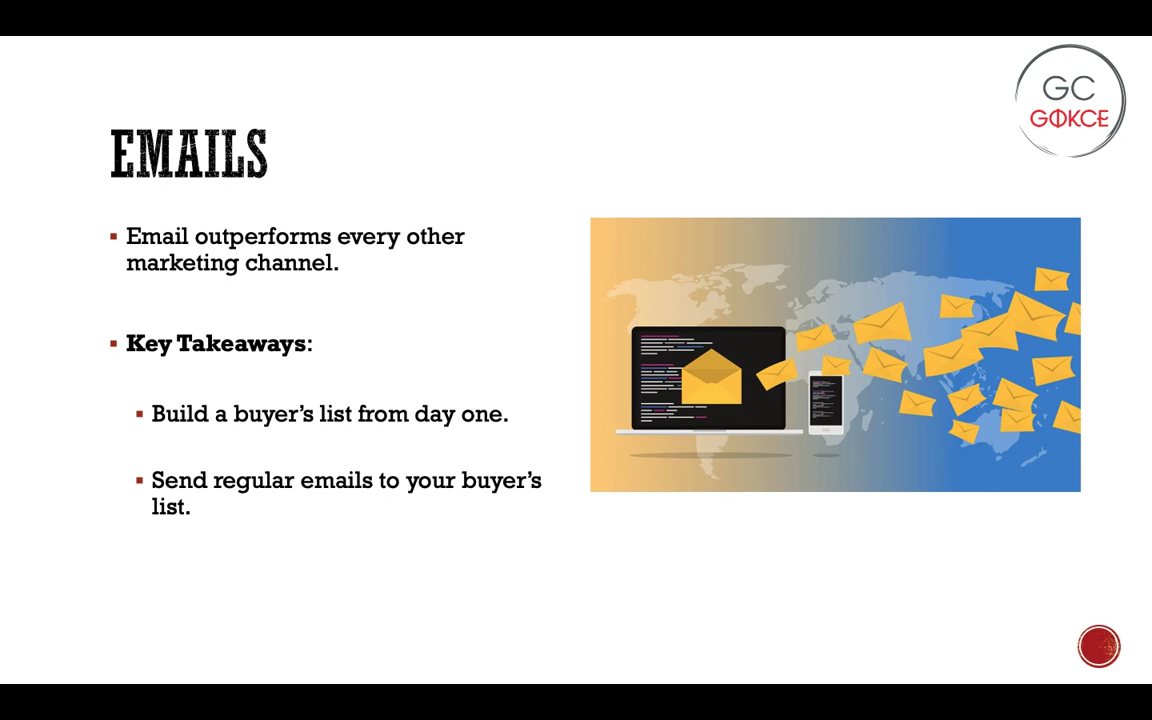 GC
GOKCE
EMAILS
Email outperforms every other
marketing channel.
Key Takeaways:
Build a buyer’s list from day one.
Send regular emails to your buyer’s
list.